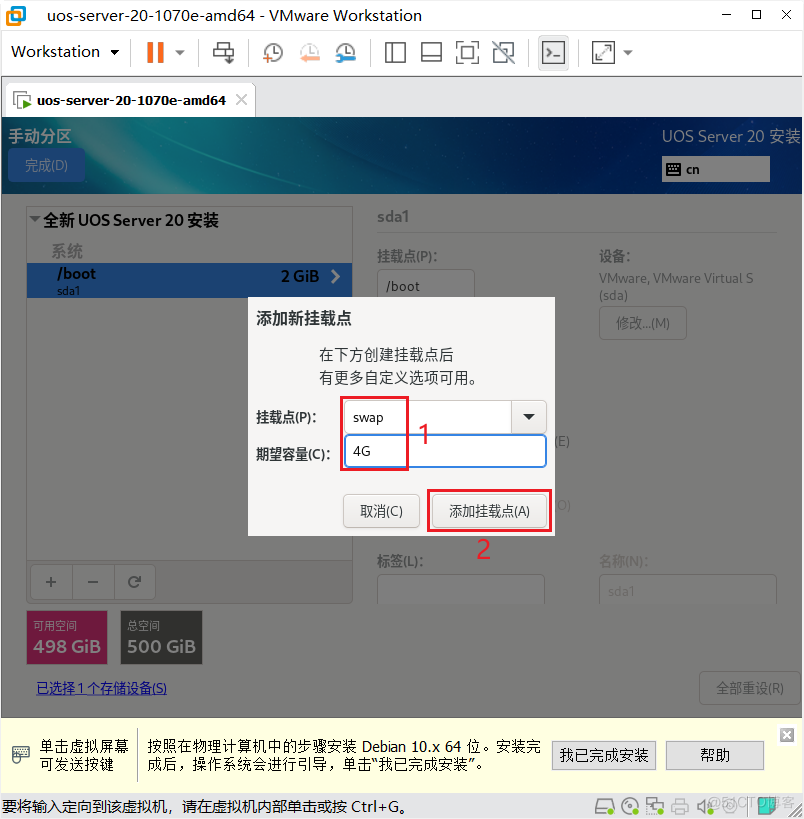 uos-server-20-1070e-amd64 - VMware Workstation
Workstation
uos-server-20-1070e-amd64
手动分区
UOS Server 20 安装
完成(D)
cn
全新 UOS Server 20 安装
系统
/boot
2 GiB
sda1
sda1
挂载点(P):
/boot
设备:
VMware, VMware Virtual S
(sda)
修改...(M)
添加新挂载点
在下方创建挂载点后
有更多自定义选项可用。
挂载点(P):
swap
1
期望容量(C):
4G
(E)
取消(C)
添加挂载点(A)
2
标签(L):
名称(N):
sda1
可用空间
498 GiB
总空间
500 GiB
已选择 1 个存储设备(S)
全部重设(R)
单击虚拟屏幕
可发送按键
按照在物理计算机中的步骤安装 Debian 10.x 64 位。安装完
成后，操作系统会进行引导，单击“我已完成安装”。
我已完成安装
帮助
要将输入定向到该虚拟机，请在虚拟机内部单击或按 Ctrl+G。
@51CTO博客